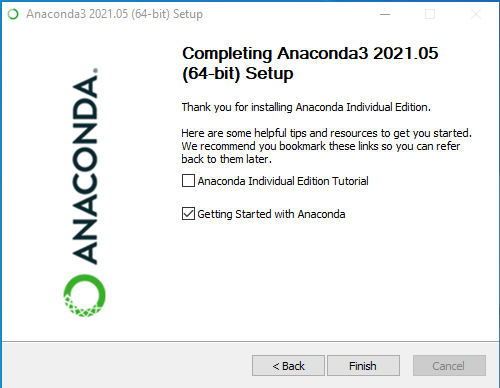 Anaconda3 2021.05 (64-bit) Setup
Completing Anaconda3 2021.05
(64-bit) Setup
Thank you for installing Anaconda Individual Edition.
Here are some helpful tips and resources to get you started.
We recommend you bookmark these links so you can refer
back to them later.
Anaconda Individual Edition Tutorial
Getting Started with Anaconda
ANACONDA.
< Back
Finish
Cancel